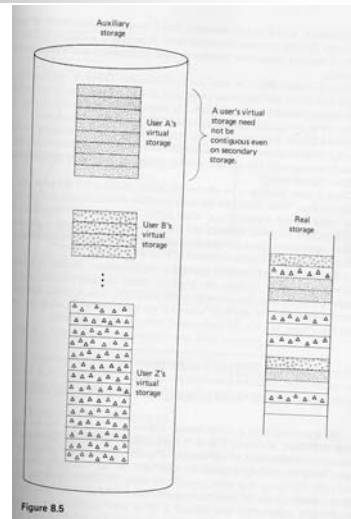 Auxiliary
storage
User A's
virtual
storage
A user's virtual
storage need
not be
contiguous even
on secondary
storage.
User B's
virtual
storage
Real
storage
User Z's
virtual
storage
Figure 8.5